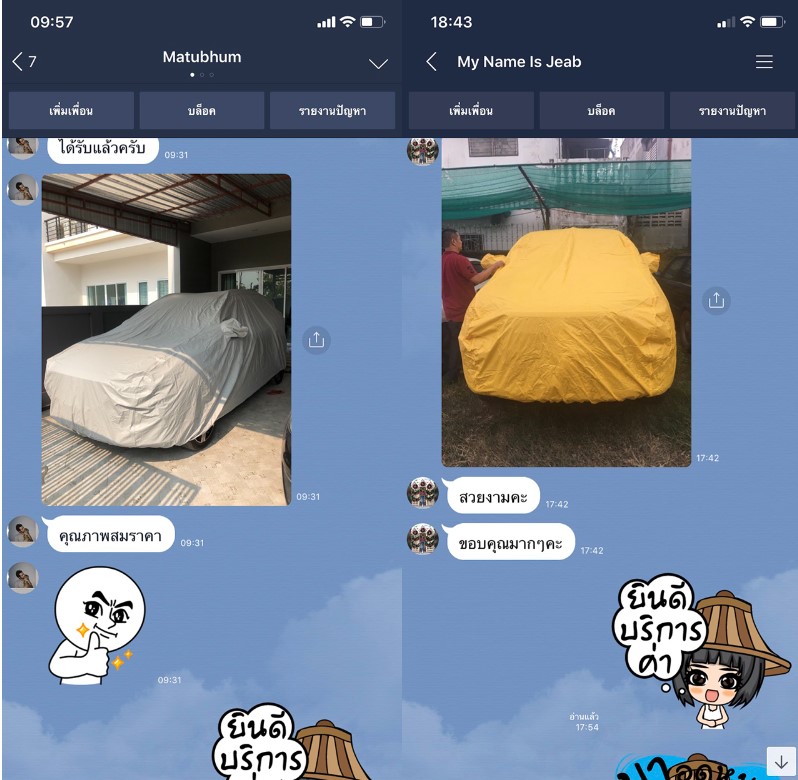 09:57
7
Matubhum
เพิ่มเพื่อน
บล็อค
รายงานปัญหา
ได้รับแล้วครับ
09:31
09:31
คุณภาพสมราคา
09:31
09:31
ยินดี
บริการ
18:43
My Name Is Jeab
เพิ่มเพื่อน
บล็อค
รายงานปัญหา
17:42
สวยงามคะ
17:42
ขอบคุณมากๆคะ
17:42
ยินดี
บริการ
ค่า
อ่านแล้ว
17:54